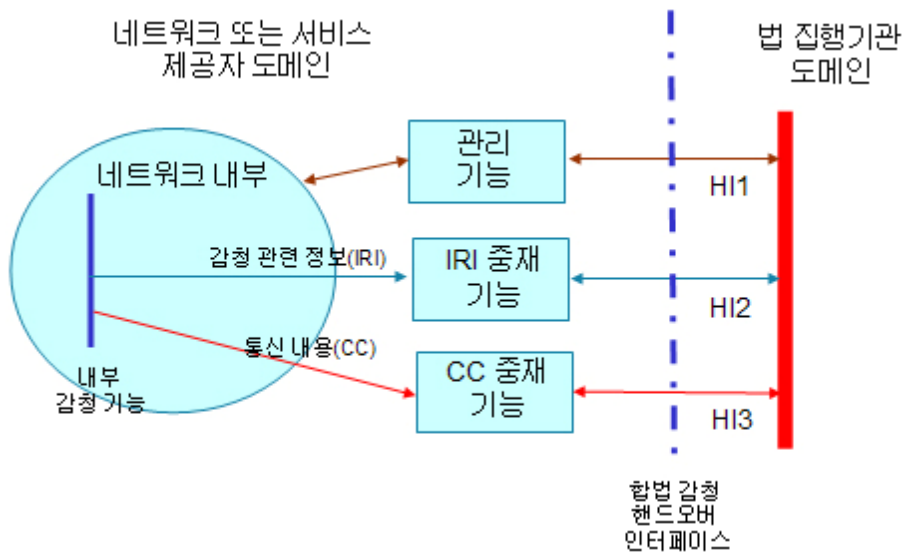 네트워크 또는 서비스
제공자 도메인
법 집행기관
도메인
네트워크 내부
관리
기능
HI1
감청 관련 정보(IRI)
IRI 중재
기능
HI2
통신 내용(CC)
CC 중재
기능
HI3
내부
감청 기능
합법 감청
핸드오버
인터페이스